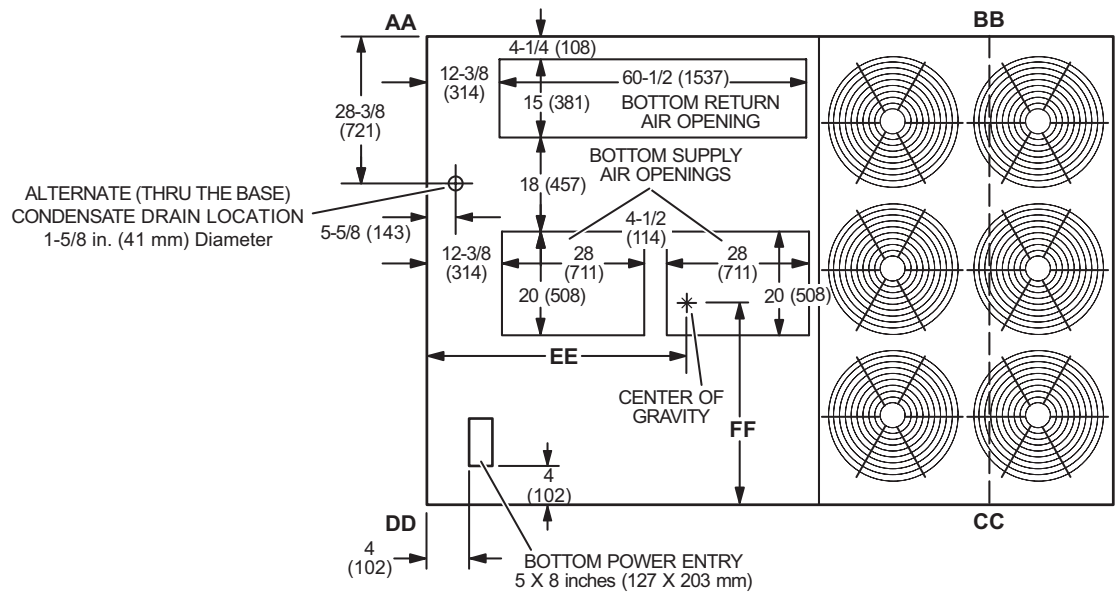 AA
BB
4-1/4 (108)
12-3/8
(314)
60-1/2 (1537)
15 (381)
BOTTOM RETURN
AIR OPENING
28-3/8
(721)
BOTTOM SUPPLY
AIR OPENINGS
18 (457)
ALTERNATE (THRU THE BASE)
CONDENSATE DRAIN LOCATION
1-5/8 in. (41 mm) Diameter
5-5/8 (143)
4-1/2
(114)
12-3/8
(314)
28
(711)
28
(711)
20 (508)
20 (508)
EE
CENTER OF
GRAVITY
FF
4
(102)
DD
CC
4
(102)
BOTTOM POWER ENTRY
5 X 8 inches (127 X 203 mm)